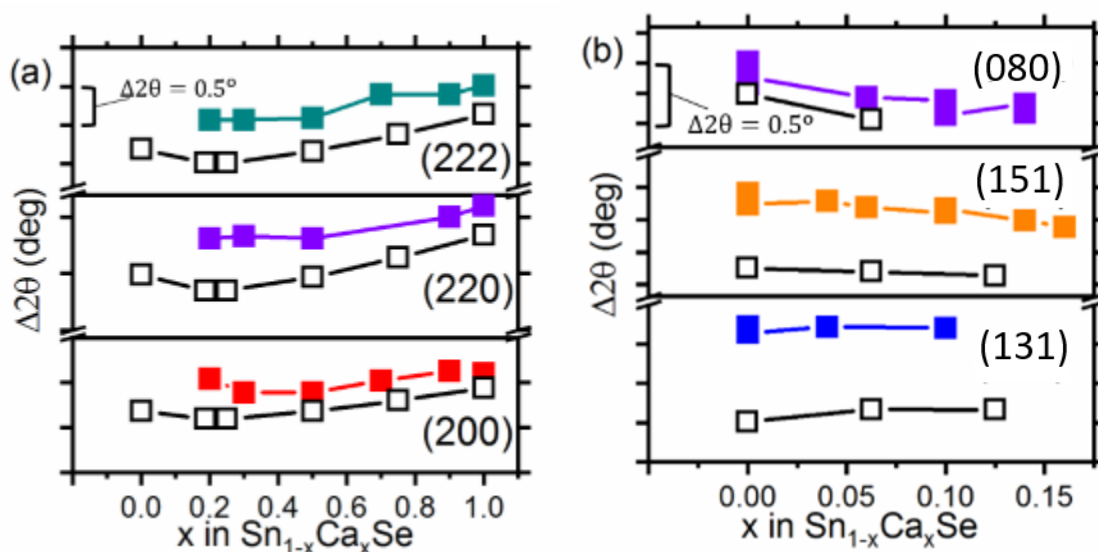 (a)
Δ2θ = 0.5°
(222)
(220)
(200)
Δ2θ (deg)
0.0 0.2 0.4 0.6 0.8 1.0
x in Sn₁₋ₓCaₓSe
(b)
(080)
Δ2θ = 0.5°
(151)
(131)
Δ2θ (deg)
0.00 0.05 0.10 0.15
x in Sn₁₋ₓCaₓSe